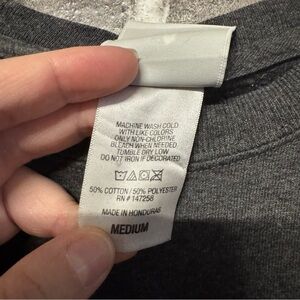 MACHINE WASH COLD
WITH LIKE COLORS
ONLY NON-CHLORINE
BLEACH WHEN NEEDED
TUMBLE DRY LOW
DO NOT IRON IF DECORATED
50% COTTON / 50% POLYESTER
RN # 147258
MADE IN HONDURAS
MEDIUM